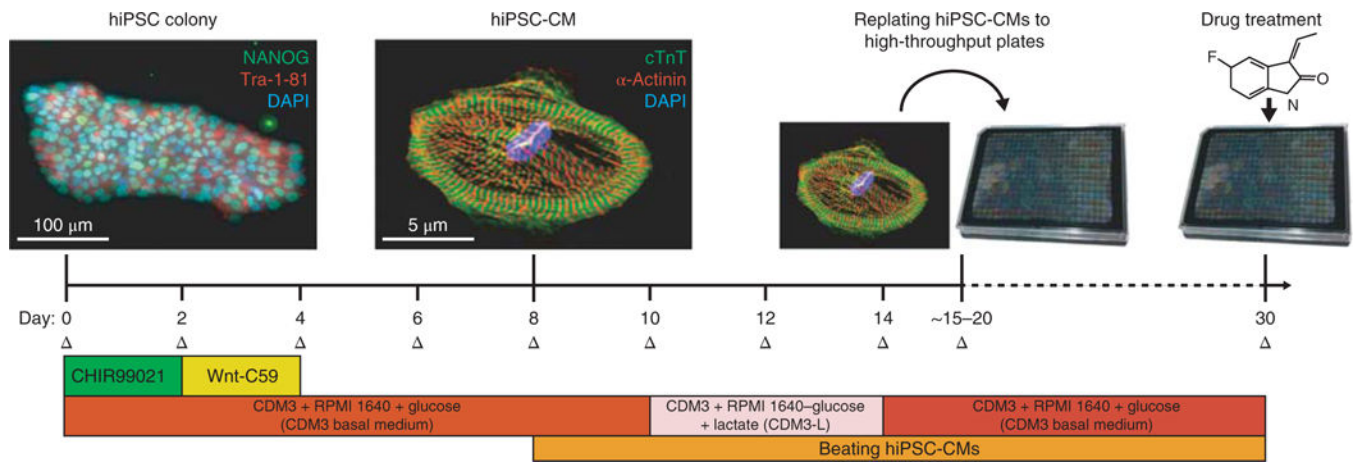 hiPSC colony
hiPSC-CM
Replating hiPSC-CMs to
high-throughput plates
Drug treatment
NANOG
Tra-1-81
DAPI
100 μm
cTnT
α-Actinin
DAPI
5 μm
F
O
N
Day: 0 2 4 6 8 10 12 14 ~15–20 30
Δ Δ Δ Δ Δ Δ Δ Δ Δ Δ
CHIR99021
Wnt-C59
CDM3 + RPMI 1640 + glucose
(CDM3 basal medium)
CDM3 + RPMI 1640–glucose
+ lactate (CDM3-L)
CDM3 + RPMI 1640 + glucose
(CDM3 basal medium)
Beating hiPSC-CMs